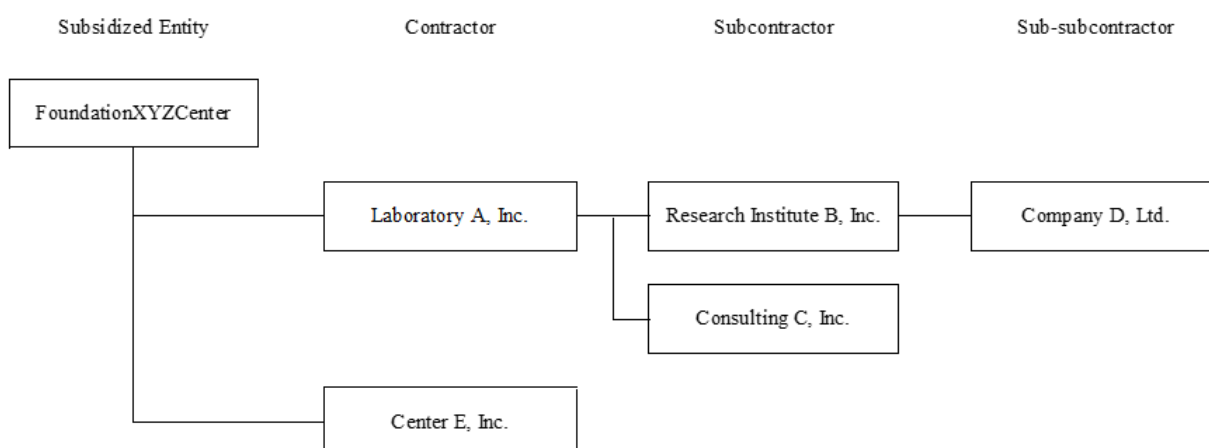 Subsidized Entity Contractor Subcontractor Sub-subcontractor
FoundationXYZCenter
Laboratory A, Inc. Research Institute B, Inc. Company D, Ltd.
Consulting C, Inc.
Center E, Inc.